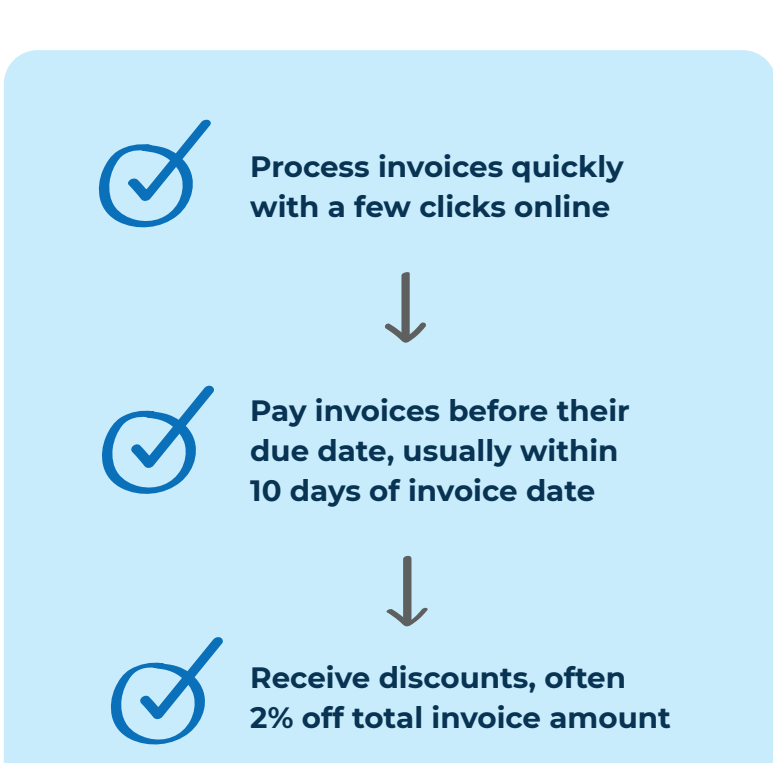 Process invoices quickly
with a few clicks online
Pay invoices before their
due date, usually within
10 days of invoice date
Receive discounts, often
2% off total invoice amount